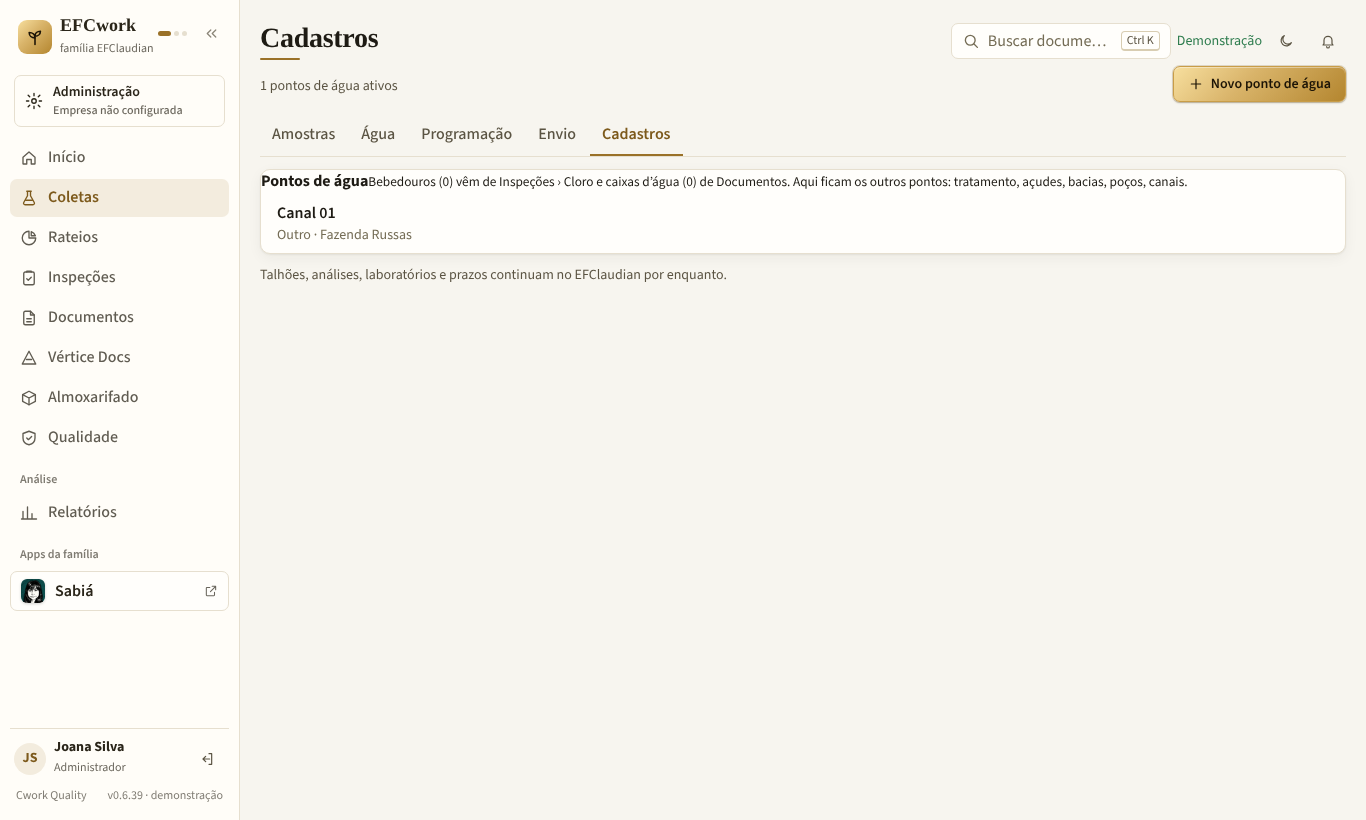 EFCwork
família EFClaudian
Administração
Empresa não configurada
Início
Coletas
Rateios
Inspeções
Documentos
Vértice Docs
Almoxarifado
Qualidade
Análise
Relatórios
Apps da família
Sabiá
JS
Joana Silva
Administrador
Cwork Quality v0.6.39 · demonstração
Cadastros
Buscar docume… Ctrl K
Demonstração
1 pontos de água ativos
Novo ponto de água
Amostras Água Programação Envio Cadastros
Pontos de águaBebedouros (0) vêm de Inspeções › Cloro e caixas d’água (0) de Documentos. Aqui ficam os outros pontos: tratamento, açudes, bacias, poços, canais.
Canal 01
Outro · Fazenda Russas
Talhões, análises, laboratórios e prazos continuam no EFClaudian por enquanto.